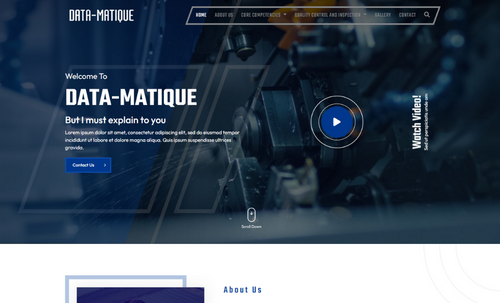 DATA-MATIQUE
HOME ABOUT US CORE COMPETENCIES QUALITY CONTROL AND INSPECTION GALLERY CONTACT
Welcome To
DATA-MATIQUE
But I must explain to you
Lorem ipsum dolor sit amet, consectetur adipiscing elit, sed do eiusmod tempor
incididunt ut labore et dolore magna aliqua. Quis ipsum suspendisse ultrices
gravida.
Contact Us
Watch Video!
Sed ut perspiciatis unde om
Scroll Down
About Us